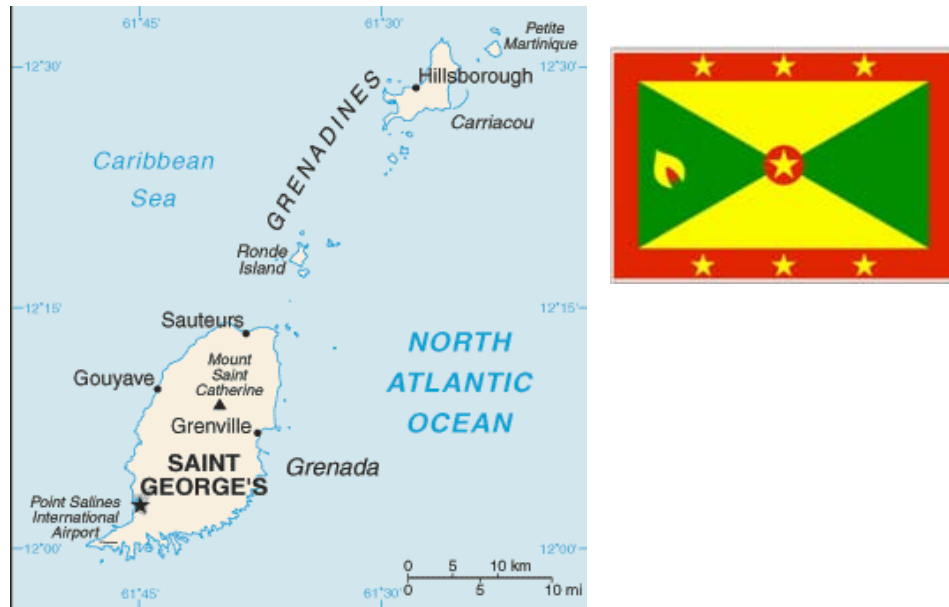 61°45'
61°30'
Petite
Martinique
12°30'
12°30'
Hillsborough
Carriacou
GRENADINES
Caribbean
Sea
Ronde
Island
12°15'
12°15'
Sauteurs
NORTH
ATLANTIC
OCEAN
Mount
Saint
Catherine
Gouyave
Grenville
SAINT
GEORGE'S
Grenada
Point Salines
International
Airport
12°00'
12°00'
0 5 10 km
0 5 10 mi
61°45'
61°30'